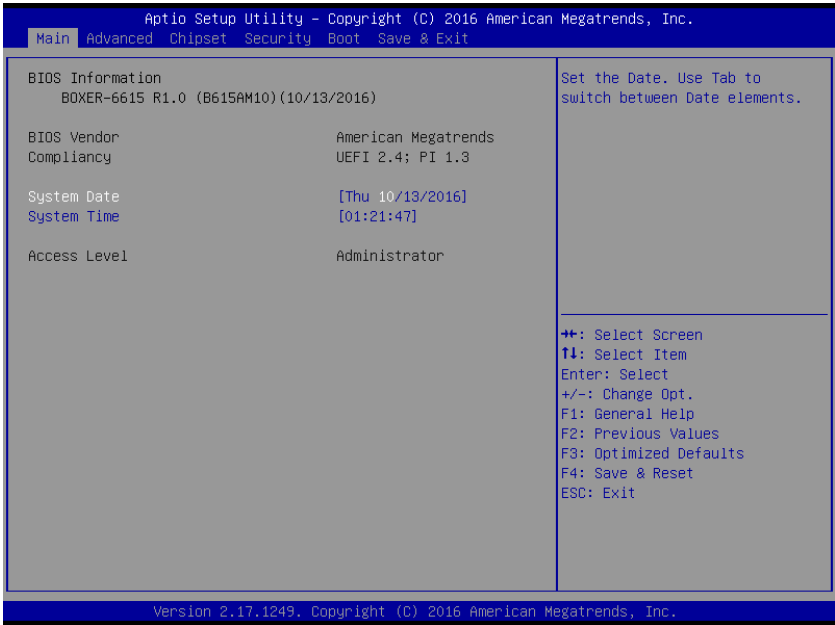 Aptio Setup Utility – Copyright (C) 2016 American Megatrends, Inc.
Main Advanced Chipset Security Boot Save & Exit
BIOS Information
BOXER-6615 R1.0 (B615AM10)(10/13/2016)
BIOS Vendor American Megatrends
Compliancy UEFI 2.4; PI 1.3
System Date [Thu 10/13/2016]
System Time [01:21:47]
Access Level Administrator
Set the Date. Use Tab to
switch between Date elements.
→←: Select Screen
↑↓: Select Item
Enter: Select
+/-: Change Opt.
F1: General Help
F2: Previous Values
F3: Optimized Defaults
F4: Save & Reset
ESC: Exit
Version 2.17.1249. Copyright (C) 2016 American Megatrends, Inc.